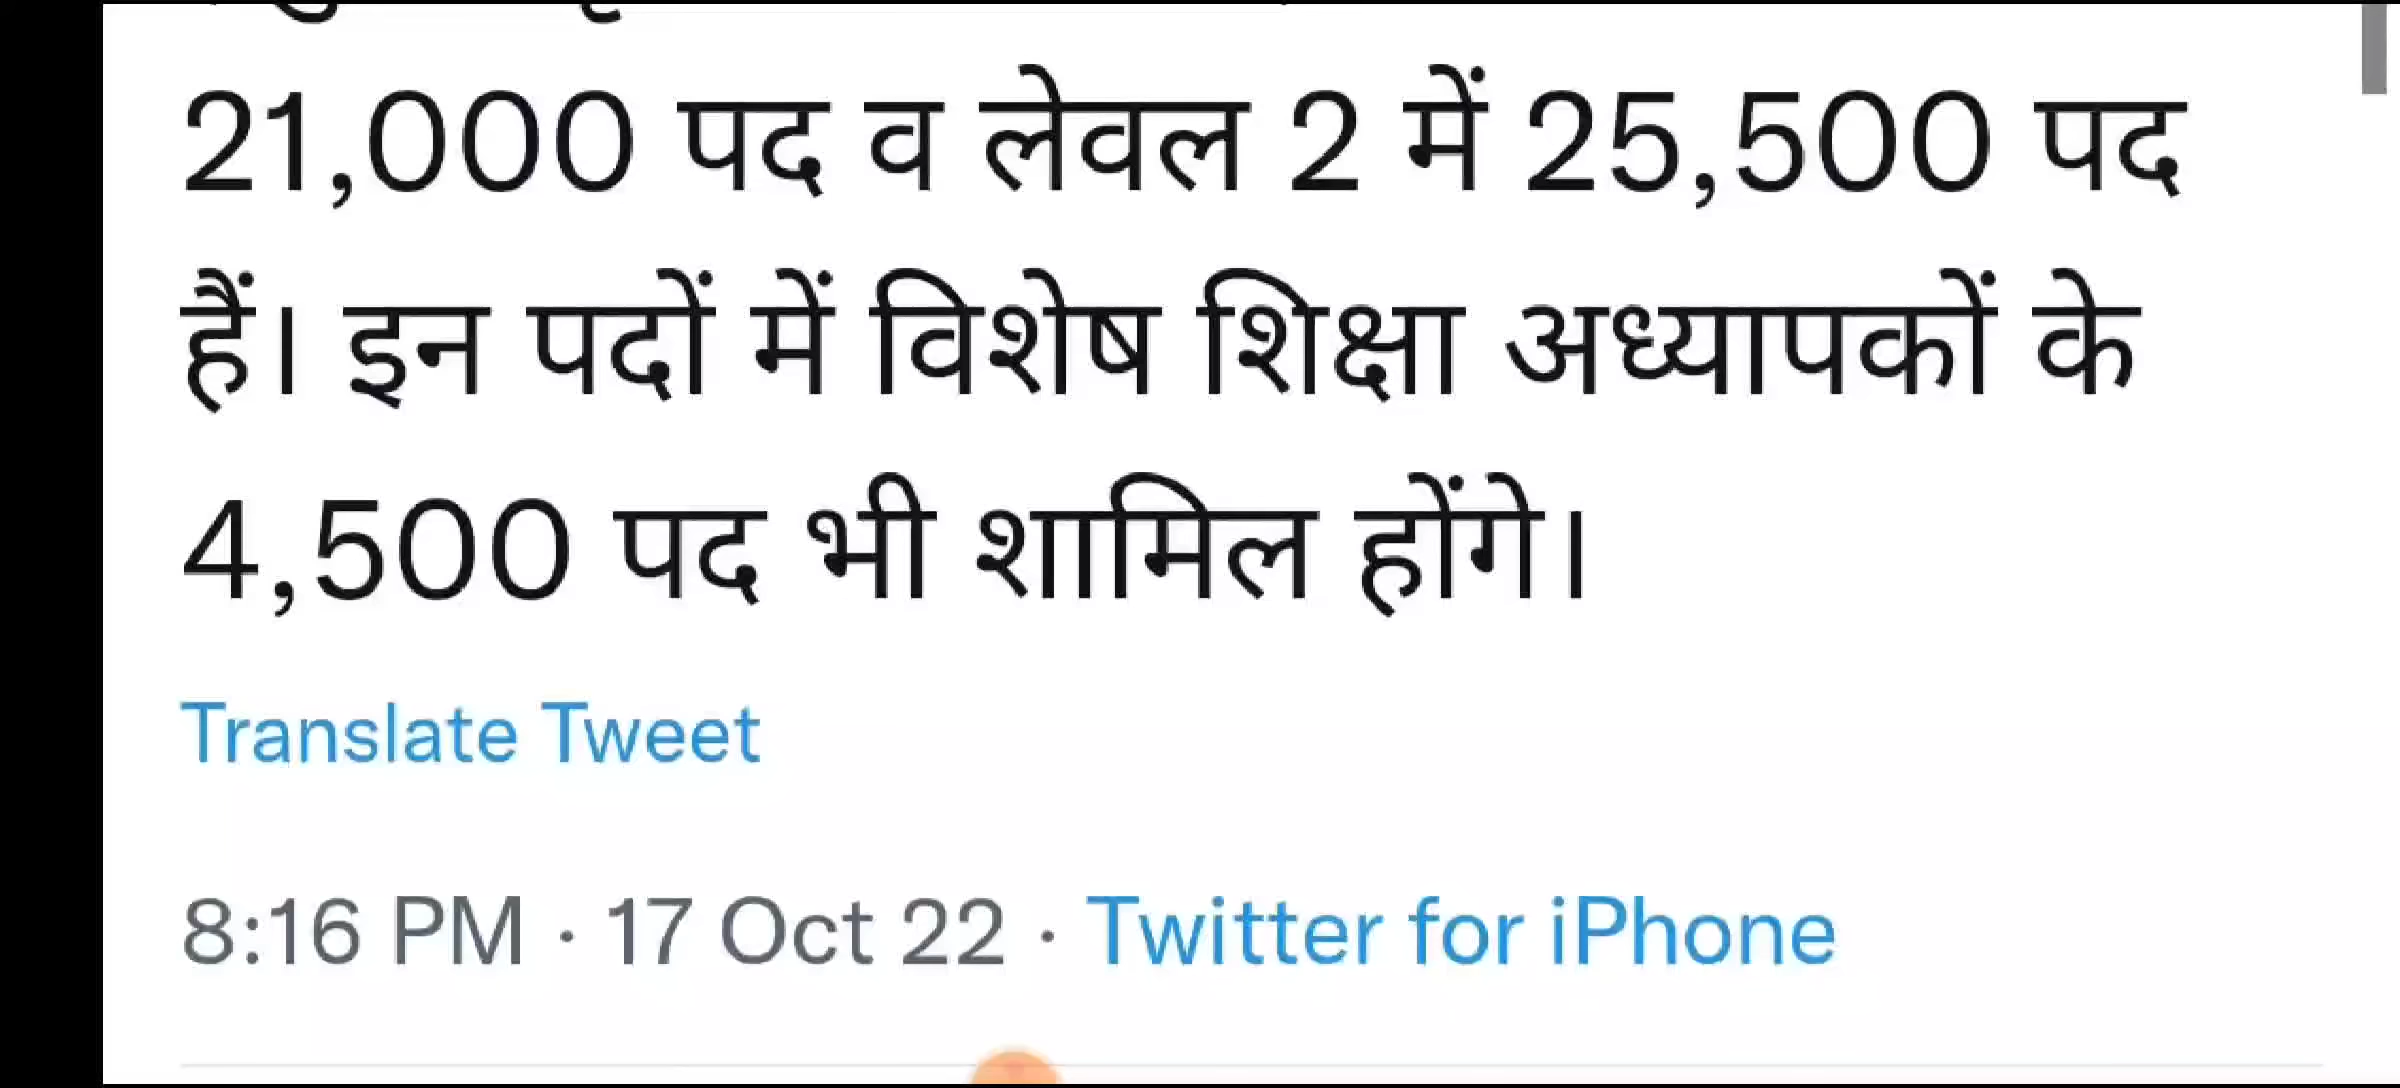 21,000 पद व लेवल 2 में 25,500 पद
हैं। इन पदों में विशेष शिक्षा अध्यापकों के
4,500 पद भी शामिल होंगे।
Translate Tweet
8:16 PM · 17 Oct 22 · Twitter for iPhone